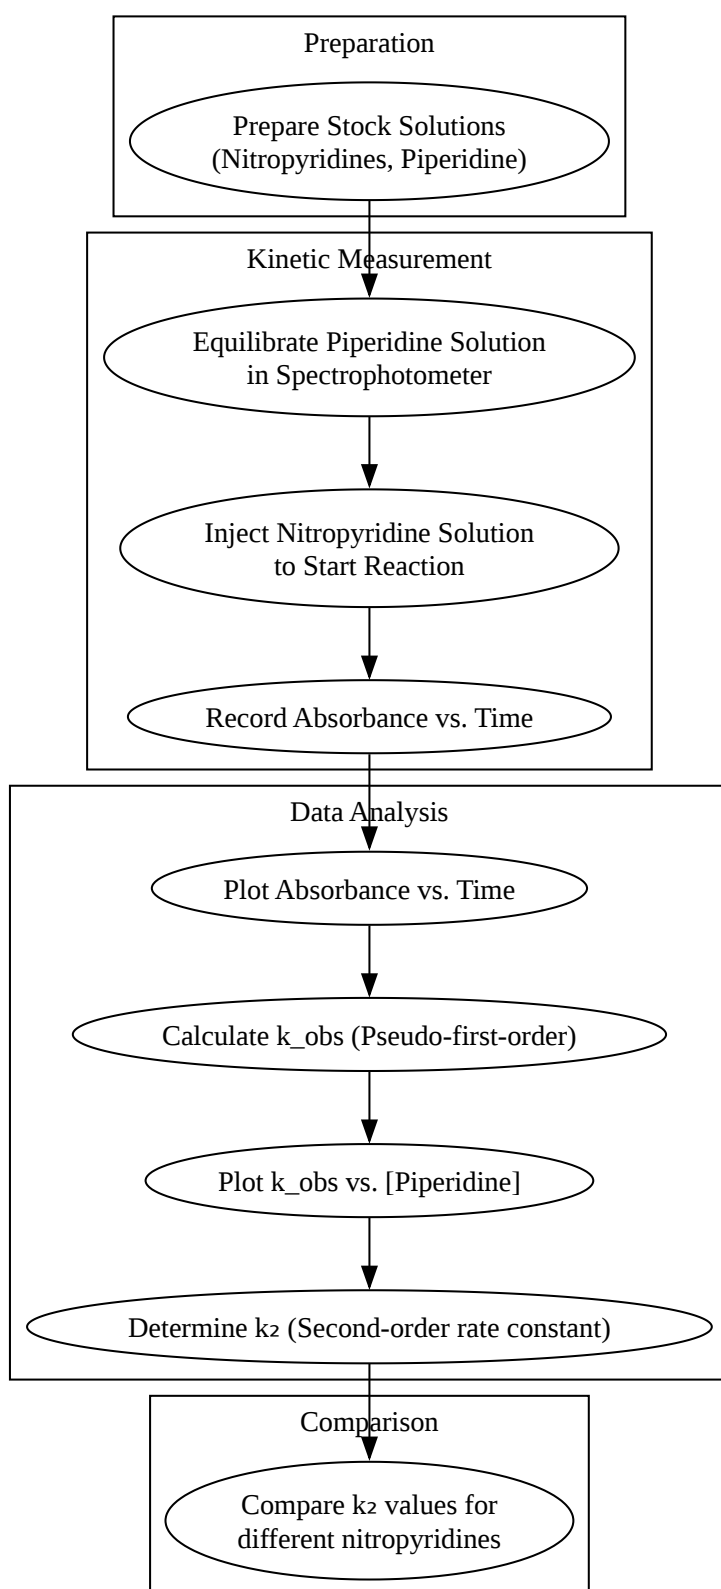 Preparation
Prepare Stock Solutions
(Nitropyridines, Piperidine)
Kinetic Measurement
Equilibrate Piperidine Solution
in Spectrophotometer
Inject Nitropyridine Solution
to Start Reaction
Record Absorbance vs. Time
Data Analysis
Plot Absorbance vs. Time
Calculate k_obs (Pseudo-first-order)
Plot k_obs vs. [Piperidine]
Determine k₂ (Second-order rate constant)
Comparison
Compare k₂ values for
different nitropyridines